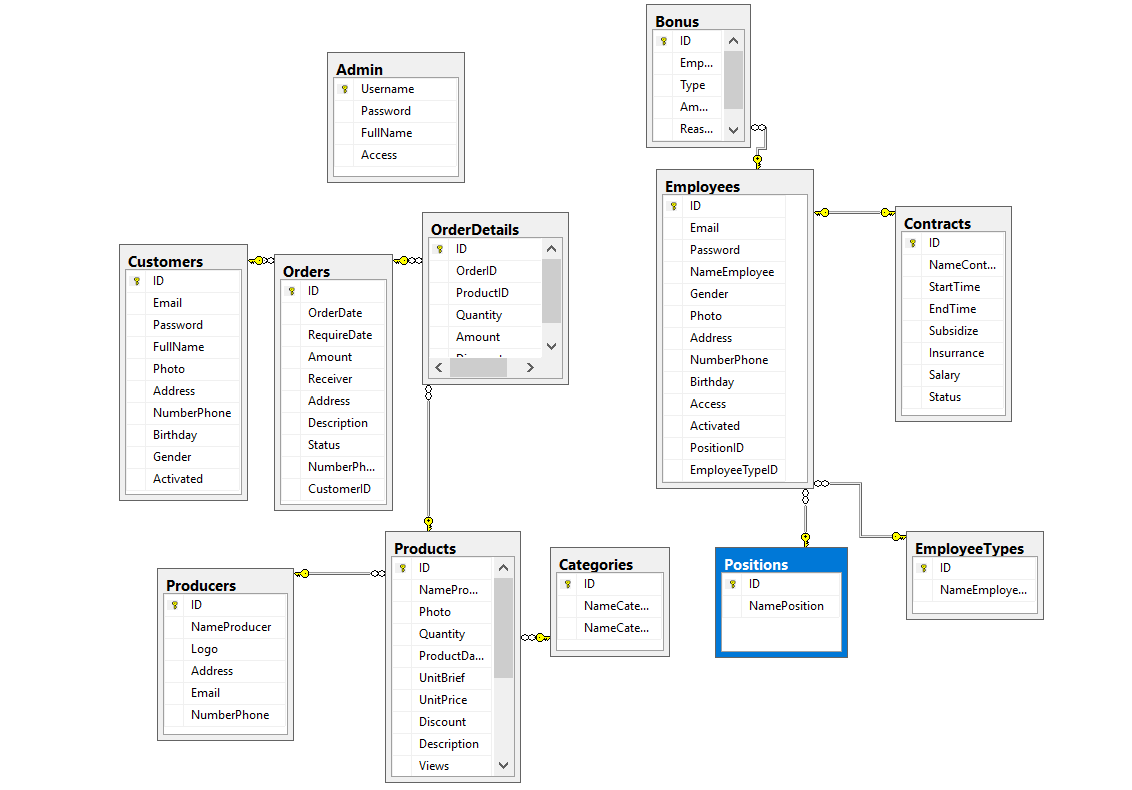 Bonus
ID
Emp...
Type
Am...
Reas...
Admin
Username
Password
FullName
Access
Employees
ID
Email
Password
NameEmployee
Gender
Photo
Address
NumberPhone
Birthday
Access
Activated
PositionID
EmployeeTypeID
Contracts
ID
NameCont...
StartTime
EndTime
Subsidize
Insurrance
Salary
Status
OrderDetails
ID
OrderID
ProductID
Quantity
Amount
Customers
ID
Email
Password
FullName
Photo
Address
NumberPhone
Birthday
Gender
Activated
Orders
ID
OrderDate
RequireDate
Amount
Receiver
Address
Description
Status
NumberPh...
CustomerID
Products
ID
NamePro...
Photo
Quantity
ProductDa...
UnitBrief
UnitPrice
Discount
Description
Views
Categories
ID
NameCate...
NameCate...
Positions
ID
NamePosition
EmployeeTypes
ID
NameEmploye...
Producers
ID
NameProducer
Logo
Address
Email
NumberPhone